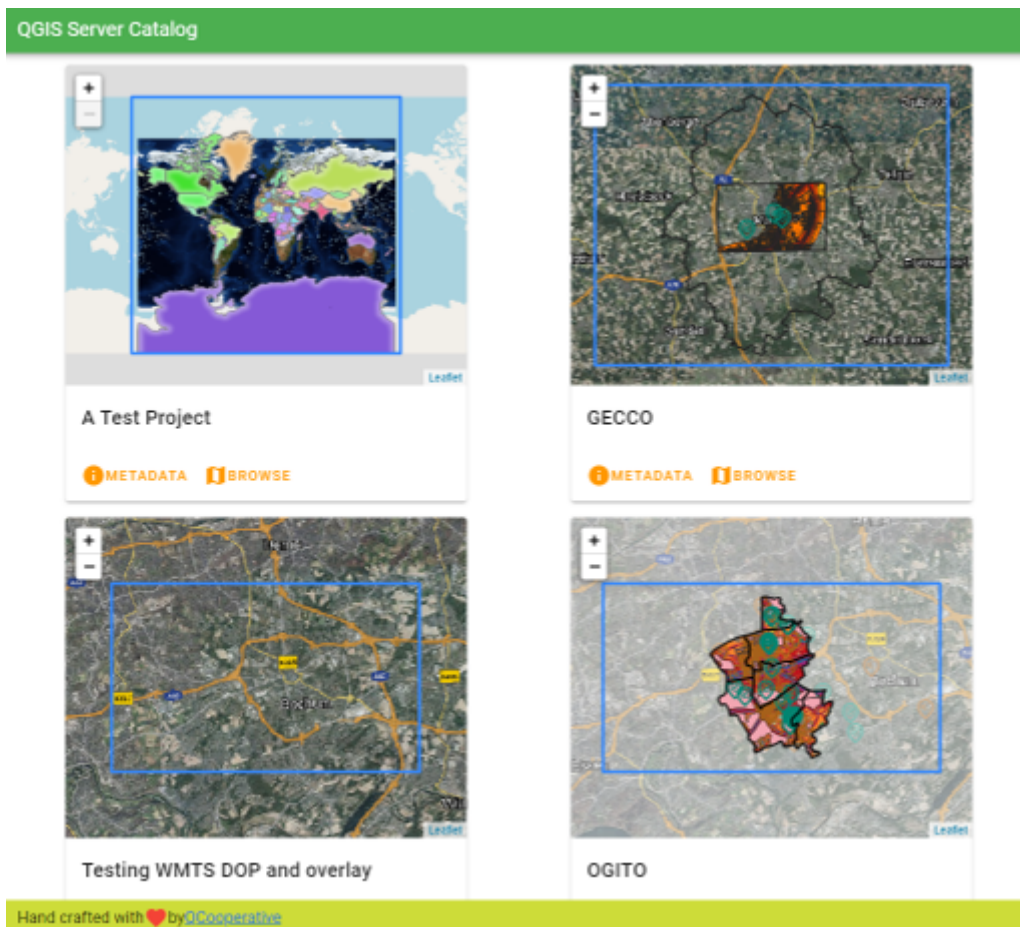 QGIS Server Catalog
+
−
+
−
Leaflet
Leaflet
A Test Project
GECCO
METADATA BROWSE
METADATA BROWSE
+
−
+
−
Leaflet
Leaflet
Testing WMTS DOP and overlay
OGITO
Hand crafted with ❤ by QCooperative